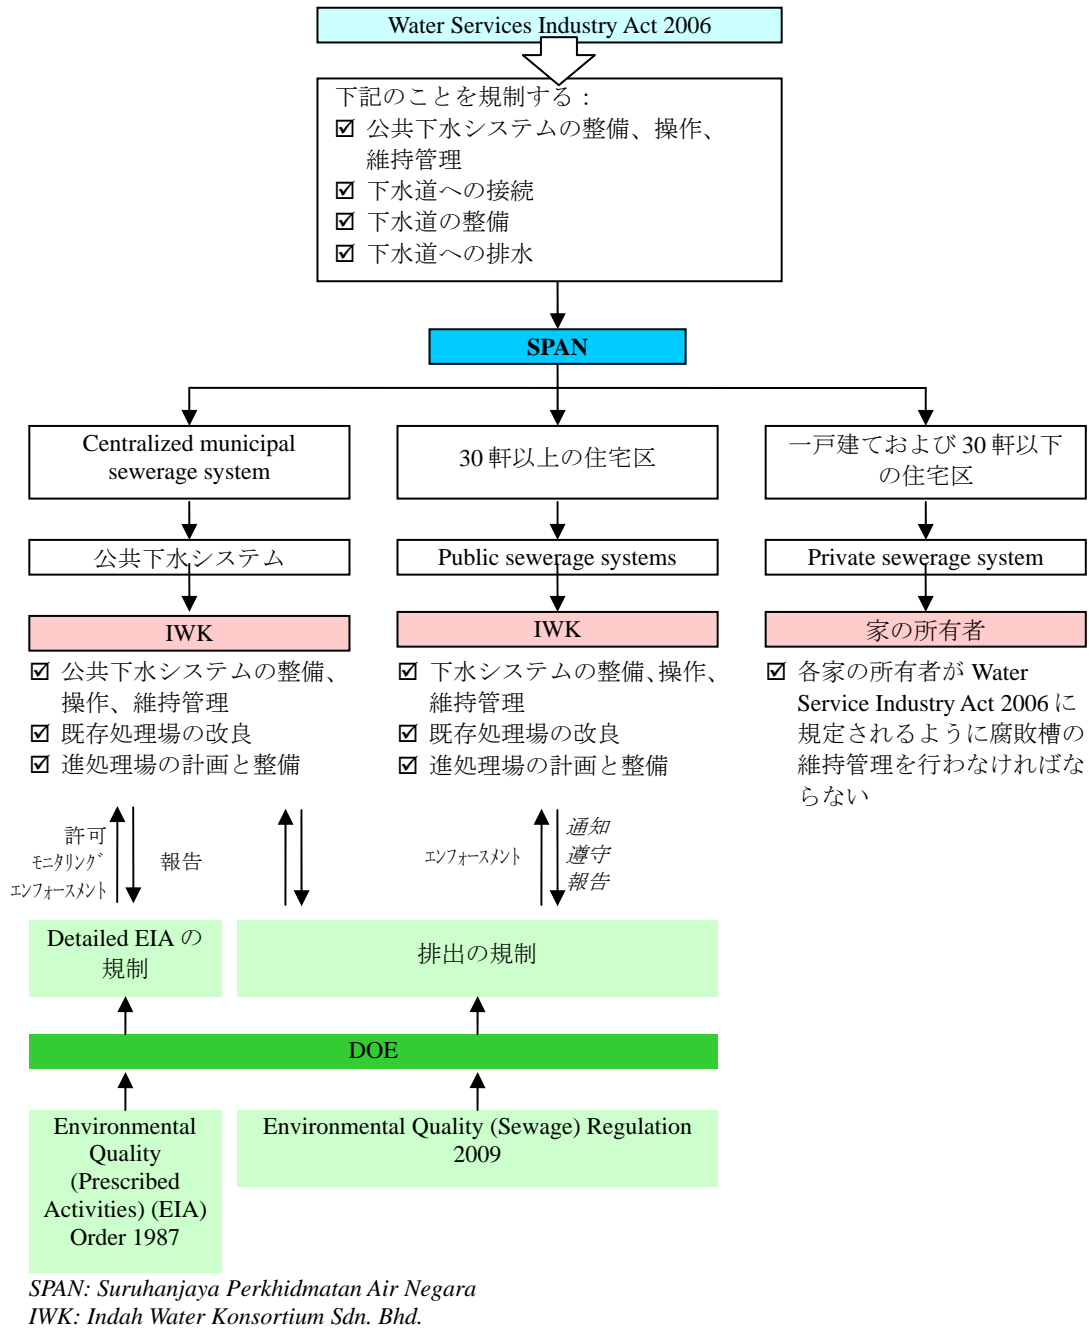 Water Services Industry Act 2006
下記のことを規制する：
☑ 公共下水システムの整備、操作、
維持管理
☑ 下水道への接続
☑ 下水道の整備
☑ 下水道への排水
SPAN
Centralized municipal
sewerage system
30 軒以上の住宅区
一戸建ておよび 30 軒以下
の住宅区
公共下水システム
Public sewerage systems
Private sewerage system
IWK
IWK
家の所有者
☑ 公共下水システムの整備、
操作、維持管理
☑ 既存処理場の改良
☑ 進処理場の計画と整備
☑ 下水システムの整備、操作、
維持管理
☑ 既存処理場の改良
☑ 進処理場の計画と整備
☑ 各家の所有者が Water
Service Industry Act 2006 に
規定されるように腐敗槽の
維持管理を行わなければな
らない
許可
ﾓﾆﾀﾘﾝｸﾞ
ｴﾝﾌｫｰｽﾒﾝﾄ
報告
ｴﾝﾌｫｰｽﾒﾝﾄ
通知
遵守
報告
Detailed EIA の
規制
排出の規制
DOE
Environmental
Quality
(Prescribed
Activities) (EIA)
Order 1987
Environmental Quality (Sewage) Regulation
2009
SPAN: Suruhanjaya Perkhidmatan Air Negara
IWK: Indah Water Konsortium Sdn. Bhd.